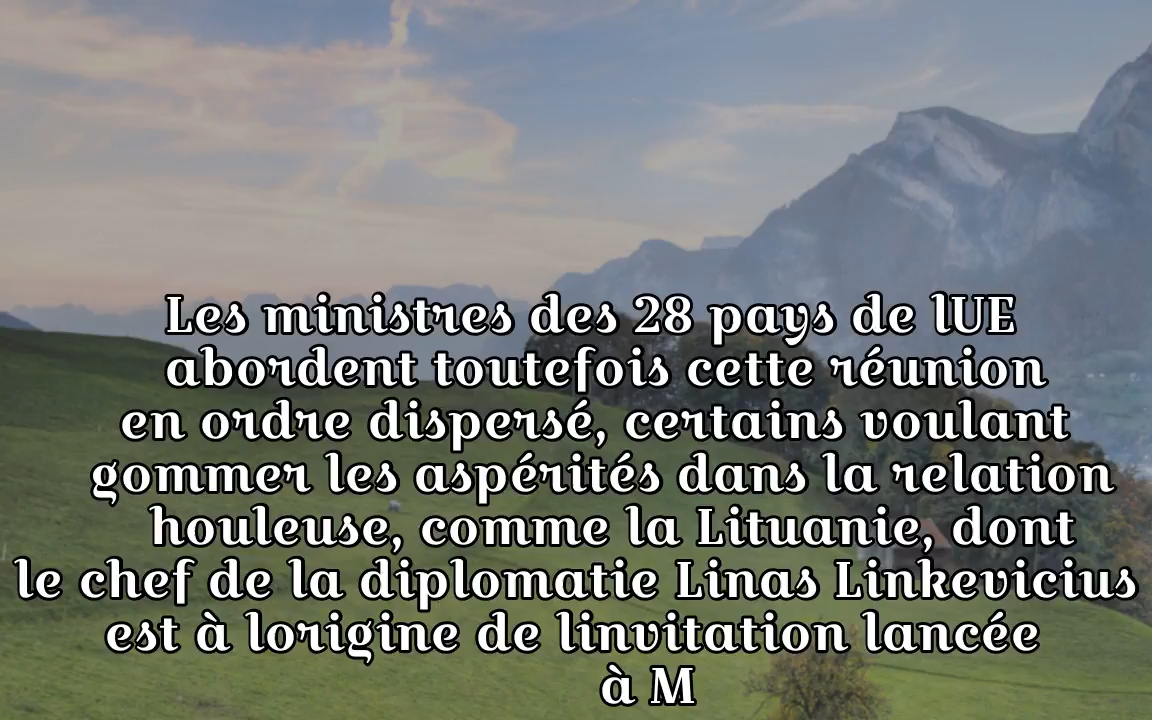 Les ministres des 28 pays de lUE
abordent toutefois cette réunion
en ordre dispersé, certains voulant
gommer les aspérités dans la relation
houleuse, comme la Lituanie, dont
le chef de la diplomatie Linas Linkevicius
est à lorigine de linvitation lancée
à M